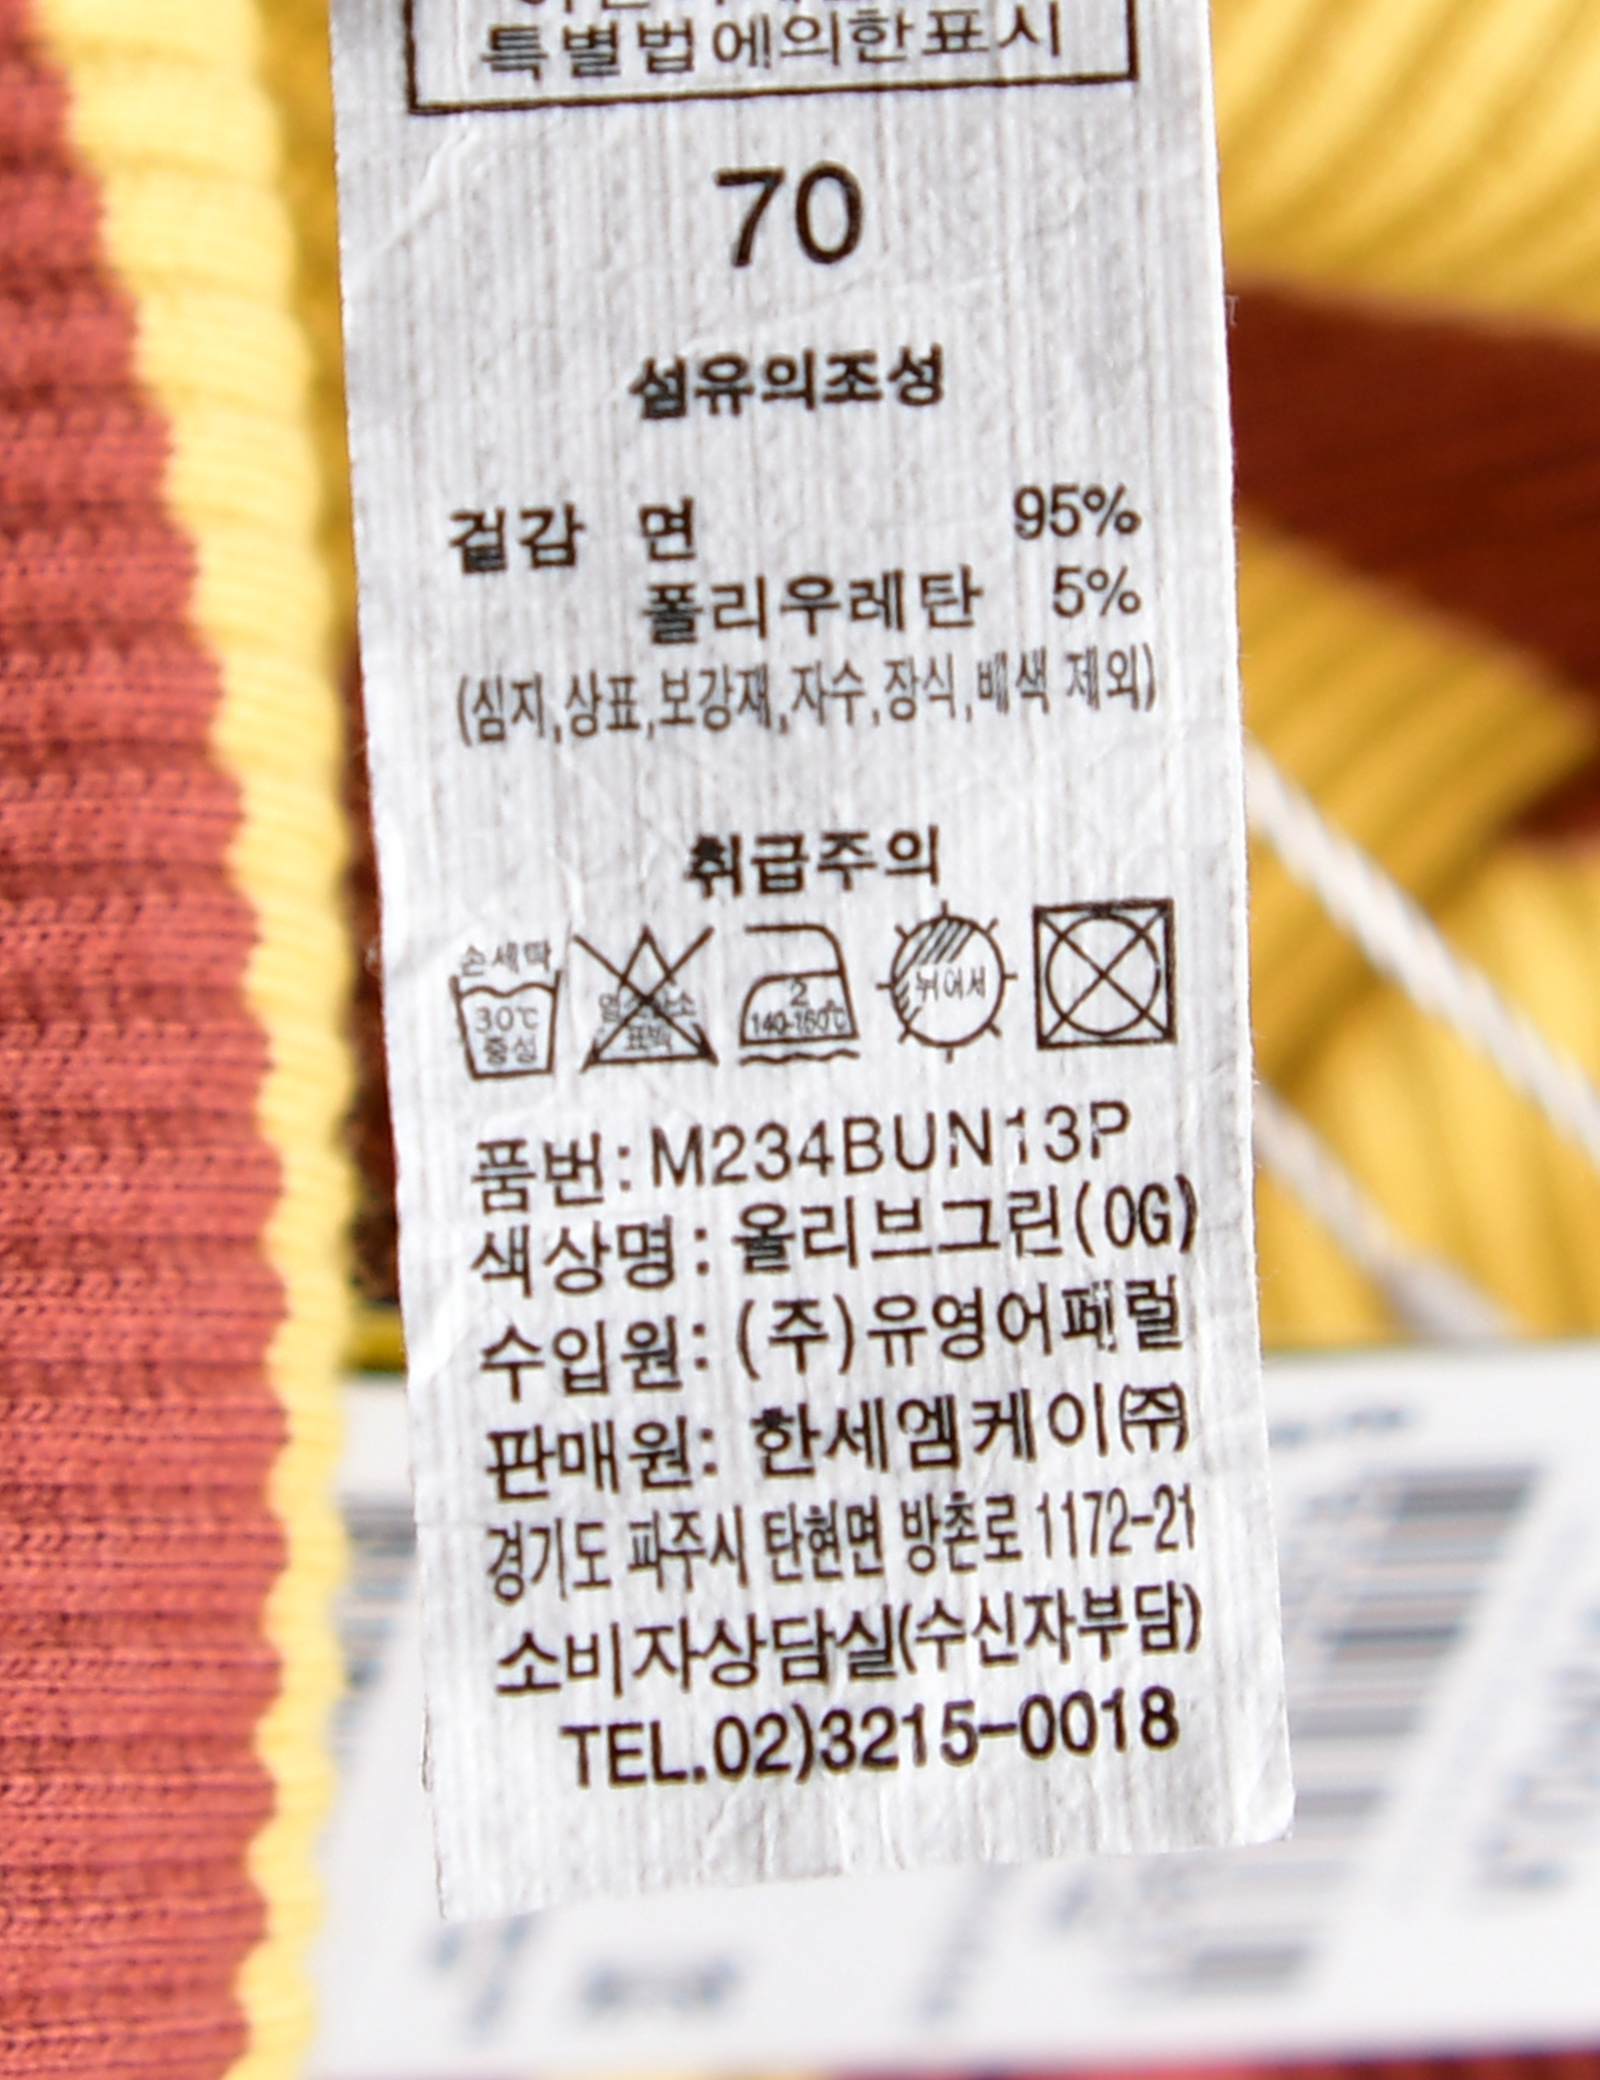 특별법에의한표시
70
섬유의조성
겉감 면 95%
폴리우레탄 5%
(심지,상표,보강재,자수,장식,배색 제외)
취급주의
손세탁
30℃
중성
염소산소
표백
2
140-160℃
뉘어서
품번:M234BUN13P
색상명: 올리브그린(OG)
수입원: (주)유영어패럴
판매원: 한세엠케이㈜
경기도 파주시 탄현면 방촌로 1172-21
소비자상담실(수신자부담)
TEL.02)3215-0018